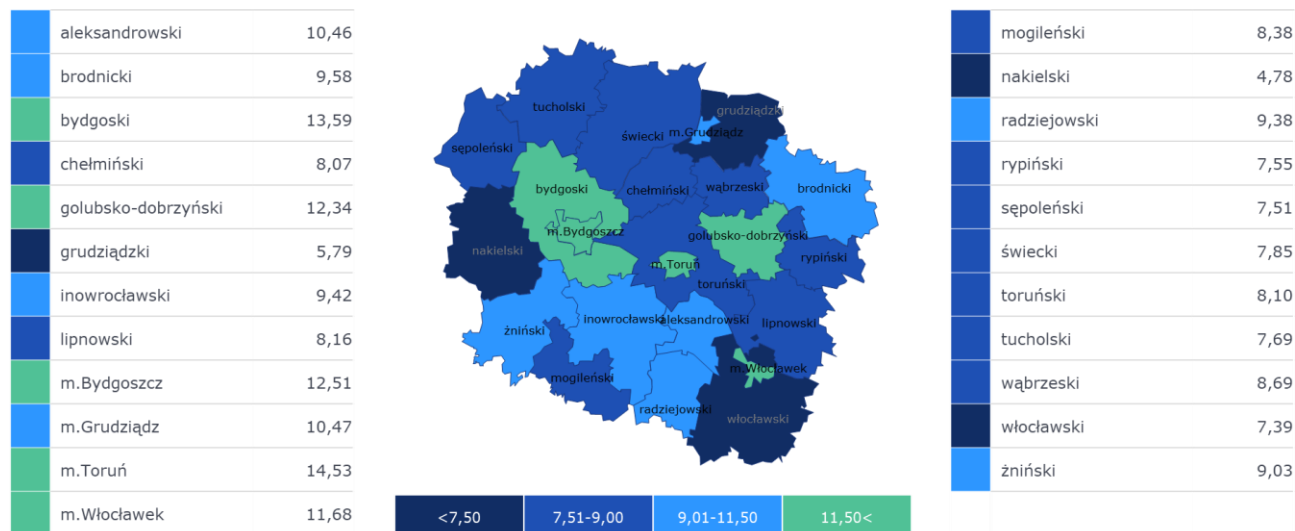 aleksandrowski 10,46
brodnicki 9,58
bydgoski 13,59
chełmiński 8,07
golubsko-dobrzyński 12,34
grudziądzki 5,79
inowrocławski 9,42
lipnowski 8,16
m.Bydgoszcz 12,51
m.Grudziądz 10,47
m.Toruń 14,53
m.Włocławek 11,68
tucholski
grudziądzki
świecki
m.Grudziądz
sępoleński
bydgoski
chełmiński
wąbrzeski
brodnicki
m.Bydgoszcz
golubsko-dobrzyński
nakielski
m.Toruń
rypiński
toruński
żniński
inowrocławski
aleksandrowski
lipnowski
mogileński
m.Włocławek
radziejowski
włocławski
<7,50 7,51-9,00 9,01-11,50 11,50<
mogileński 8,38
nakielski 4,78
radziejowski 9,38
rypiński 7,55
sępoleński 7,51
świecki 7,85
toruński 8,10
tucholski 7,69
wąbrzeski 8,69
włocławski 7,39
żniński 9,03